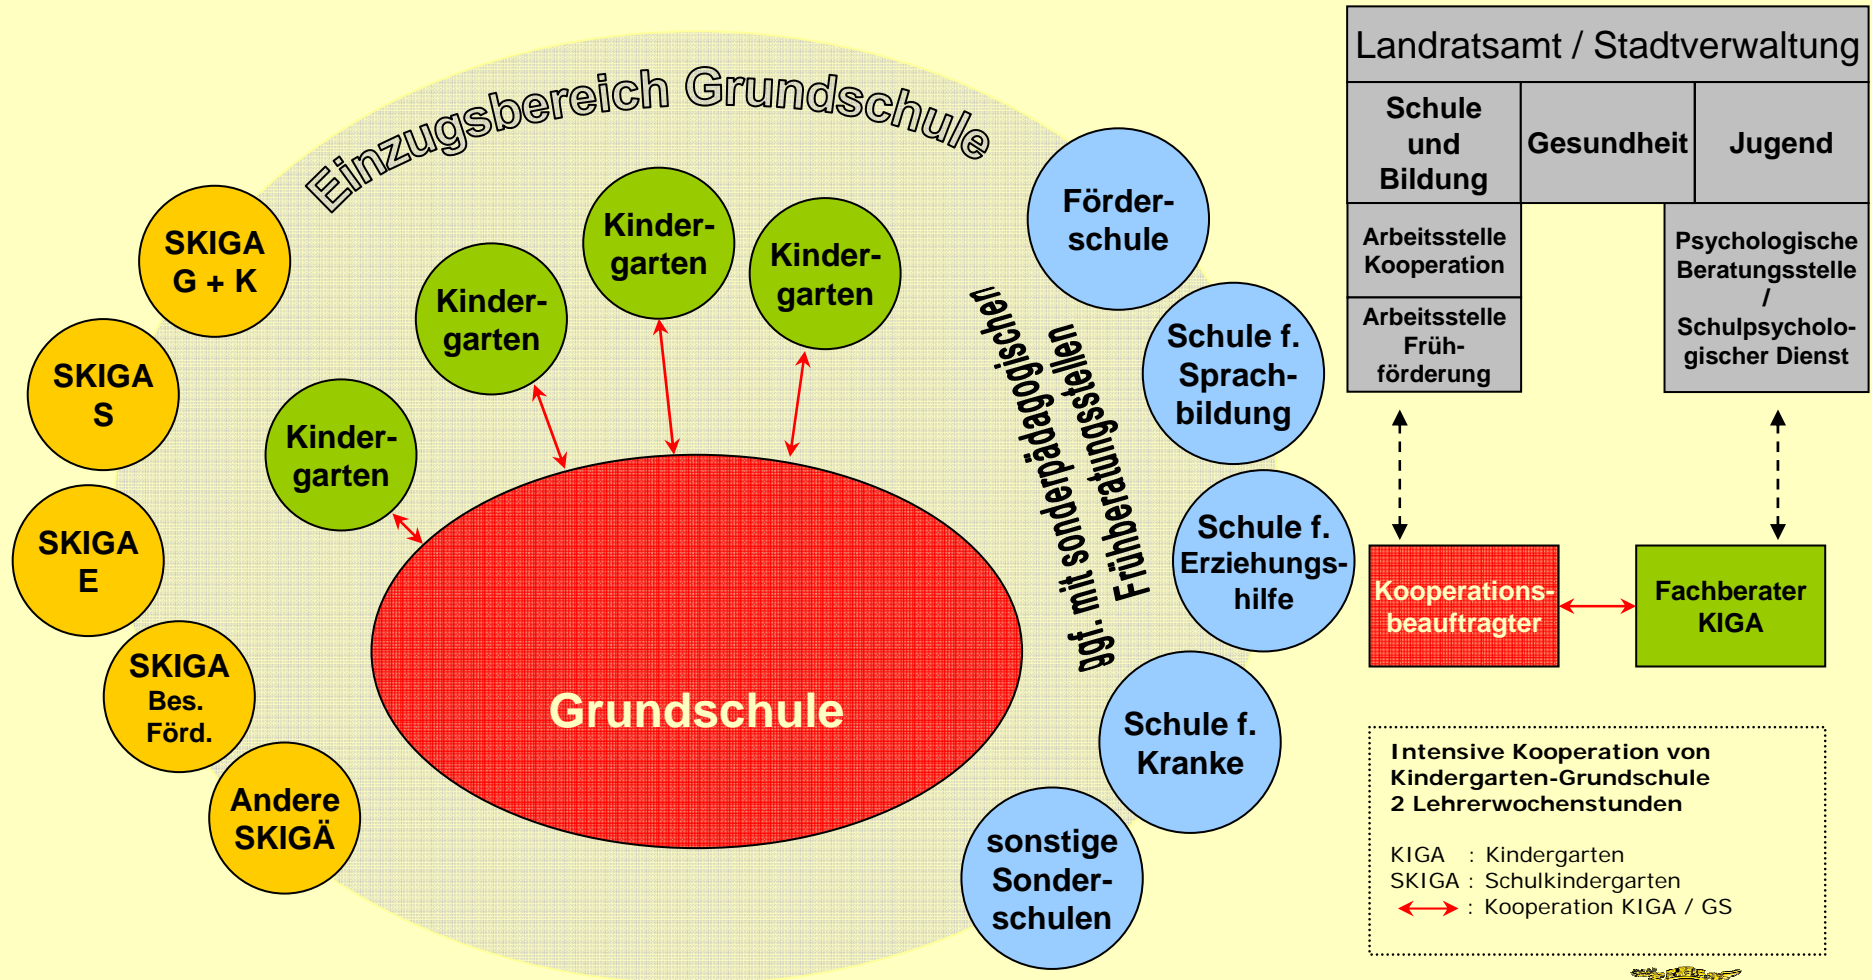 Einzugsbereich Grundschule
SKIGA
G + K
SKIGA
S
SKIGA
E
SKIGA
Bes.
Förd.
Andere
SKIGÄ
Kinder-
garten
Kinder-
garten
Kinder-
garten
Kinder-
garten
Grundschule
ggf. mit sonderpädagogischen
Frühberatungsstellen
Förder-
schule
Schule f.
Sprach-
bildung
Schule f.
Erziehungs-
hilfe
Schule f.
Kranke
sonstige
Sonder-
schulen
Landratsamt / Stadtverwaltung
Schule
und
Bildung
Gesundheit
Jugend
Arbeitsstelle
Kooperation
Arbeitsstelle
Früh-
förderung
Psychologische
Beratungsstelle
/
Schulpsycholo-
gischer Dienst
Kooperations-
beauftragter
Fachberater
KIGA
Intensive Kooperation von
Kindergarten-Grundschule
2 Lehrerwochenstunden
KIGA : Kindergarten
SKIGA : Schulkindergarten
: Kooperation KIGA / GS